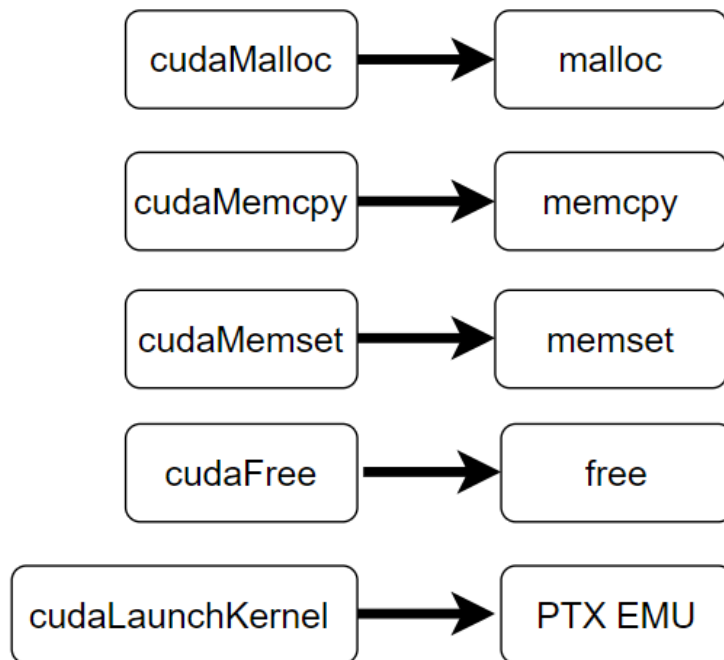 cudaMalloc
malloc
cudaMemcpy
memcpy
cudaMemset
memset
cudaFree
free
cudaLaunchKernel
PTX EMU